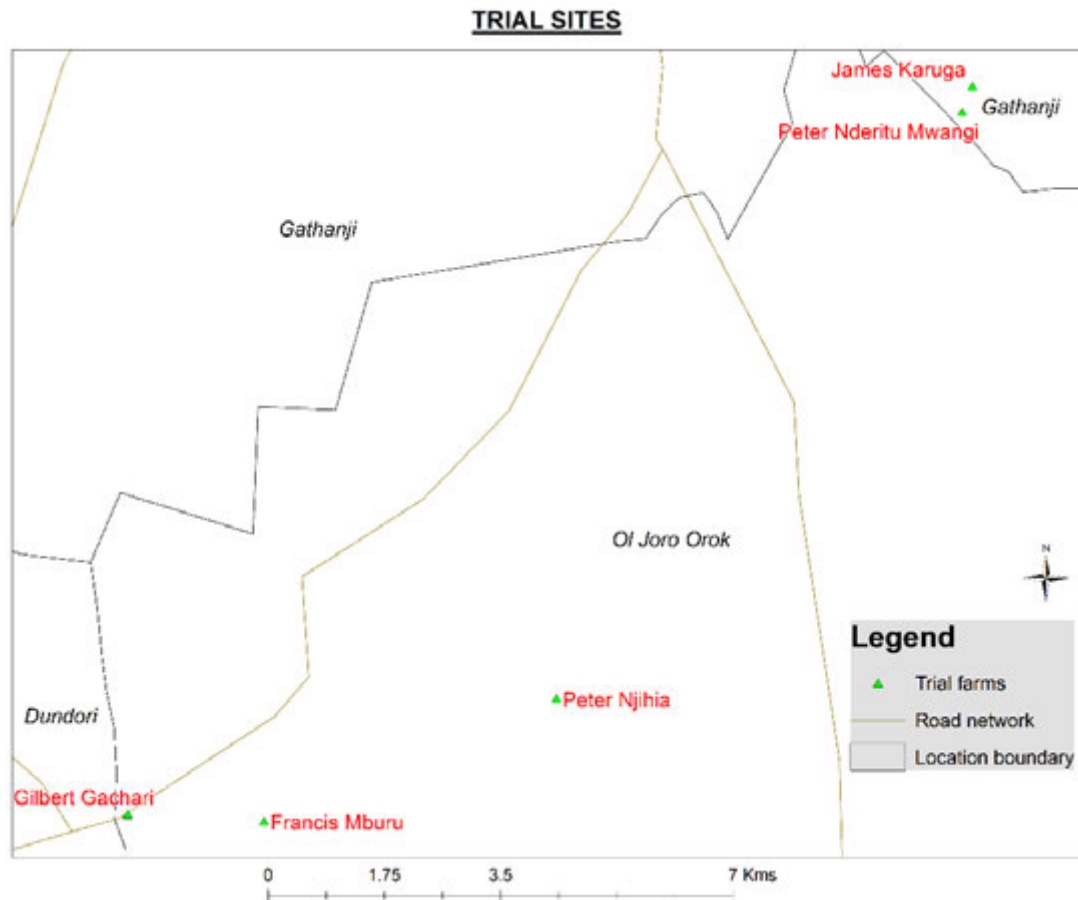 TRIAL SITES
James Karuga
Gathanji
Peter Nderitu Mwangi
Gathanji
Ol Joro Orok
N
Legend
Trial farms
Road network
Location boundary
Peter Njihia
Dundori
Gilbert Gachari
Francis Mburu
0 1.75 3.5 7 Kms